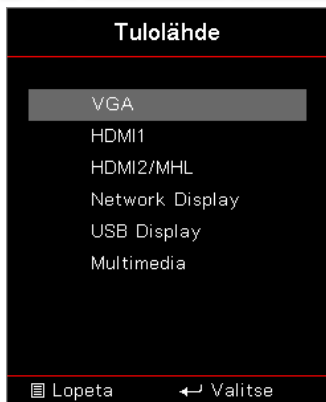 Tulolähde
VGA
HDMI1
HDMI2/MHL
Network Display
USB Display
Multimedia
Lopeta Valitse